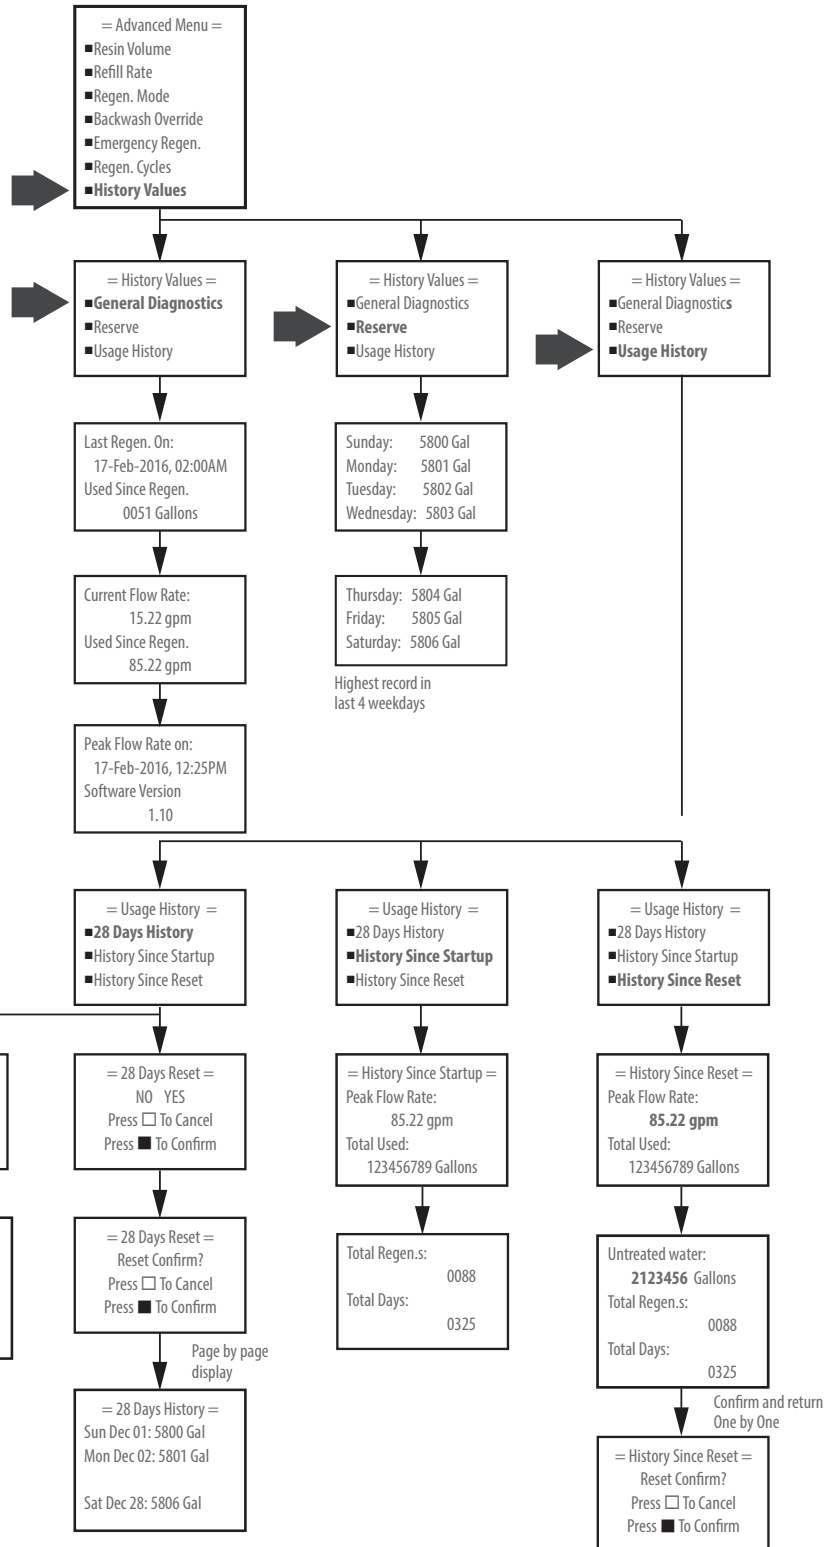 = Advanced Menu =
■Resin Volume
■Refill Rate
■Regen. Mode
■Backwash Override
■Emergency Regen.
■Regen. Cycles
■History Values
= History Values =
■General Diagnostics
■Reserve
■Usage History
= History Values =
■General Diagnostics
■Reserve
■Usage History
= History Values =
■General Diagnostics
■Reserve
■Usage History
Last Regen. On:
17-Feb-2016, 02:00AM
Used Since Regen.
0051 Gallons
Sunday: 5800 Gal
Monday: 5801 Gal
Tuesday: 5802 Gal
Wednesday: 5803 Gal
Current Flow Rate:
15.22 gpm
Used Since Regen.
85.22 gpm
Thursday: 5804 Gal
Friday: 5805 Gal
Saturday: 5806 Gal
Highest record in
last 4 weekdays
Peak Flow Rate on:
17-Feb-2016, 12:25PM
Software Version
1.10
= Usage History =
■28 Days History
■History Since Startup
■History Since Reset
= Usage History =
■28 Days History
■History Since Startup
■History Since Reset
= Usage History =
■28 Days History
■History Since Startup
■History Since Reset
= 28 Days Reset =
NO YES
Press □ To Cancel
Press ■ To Confirm
= History Since Startup =
Peak Flow Rate:
85.22 gpm
Total Used:
123456789 Gallons
= History Since Reset =
Peak Flow Rate:
85.22 gpm
Total Used:
123456789 Gallons
= 28 Days Reset =
Reset Confirm?
Press □ To Cancel
Press ■ To Confirm
Total Regen.s:
0088
Total Days:
0325
Untreated water:
2123456 Gallons
Total Regen.s:
0088
Total Days:
0325
Page by page
display
Confirm and return
One by One
= 28 Days History =
Sun Dec 01: 5800 Gal
Mon Dec 02: 5801 Gal
Sat Dec 28: 5806 Gal
= History Since Reset =
Reset Confirm?
Press □ To Cancel
Press ■ To Confirm